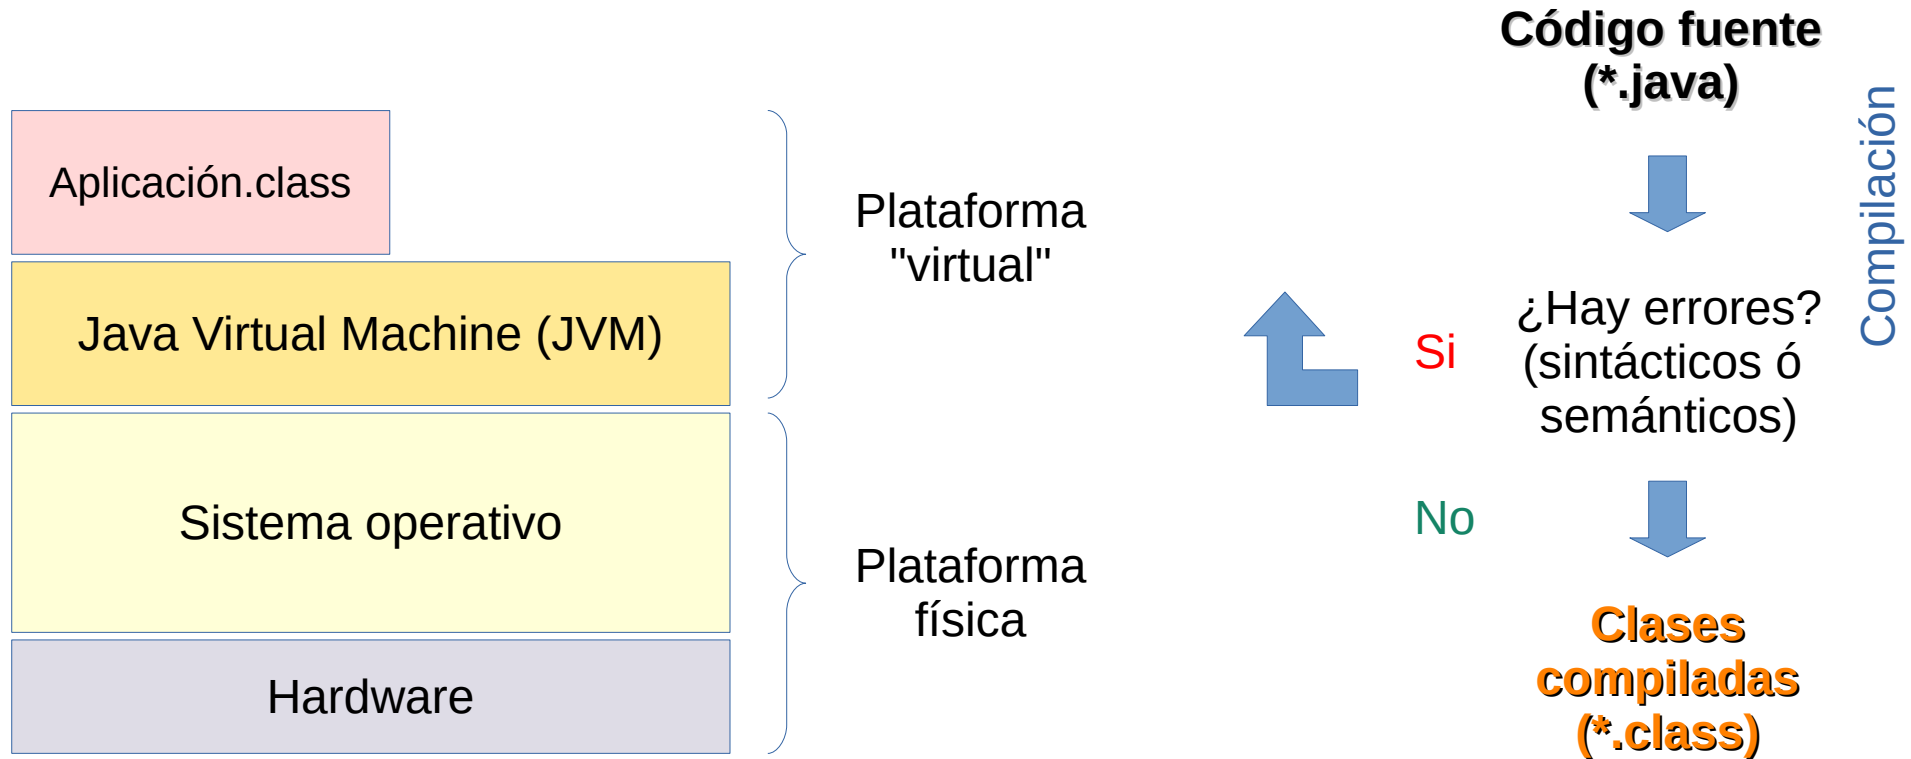 Aplicación.class
Java Virtual Machine (JVM)
Sistema operativo
Hardware
Plataforma
"virtual"
Plataforma
física
Código fuente
(*.java)
Compilación
¿Hay errores?
(sintácticos ó
semánticos)
Si
No
Clases
compiladas
(*.class)